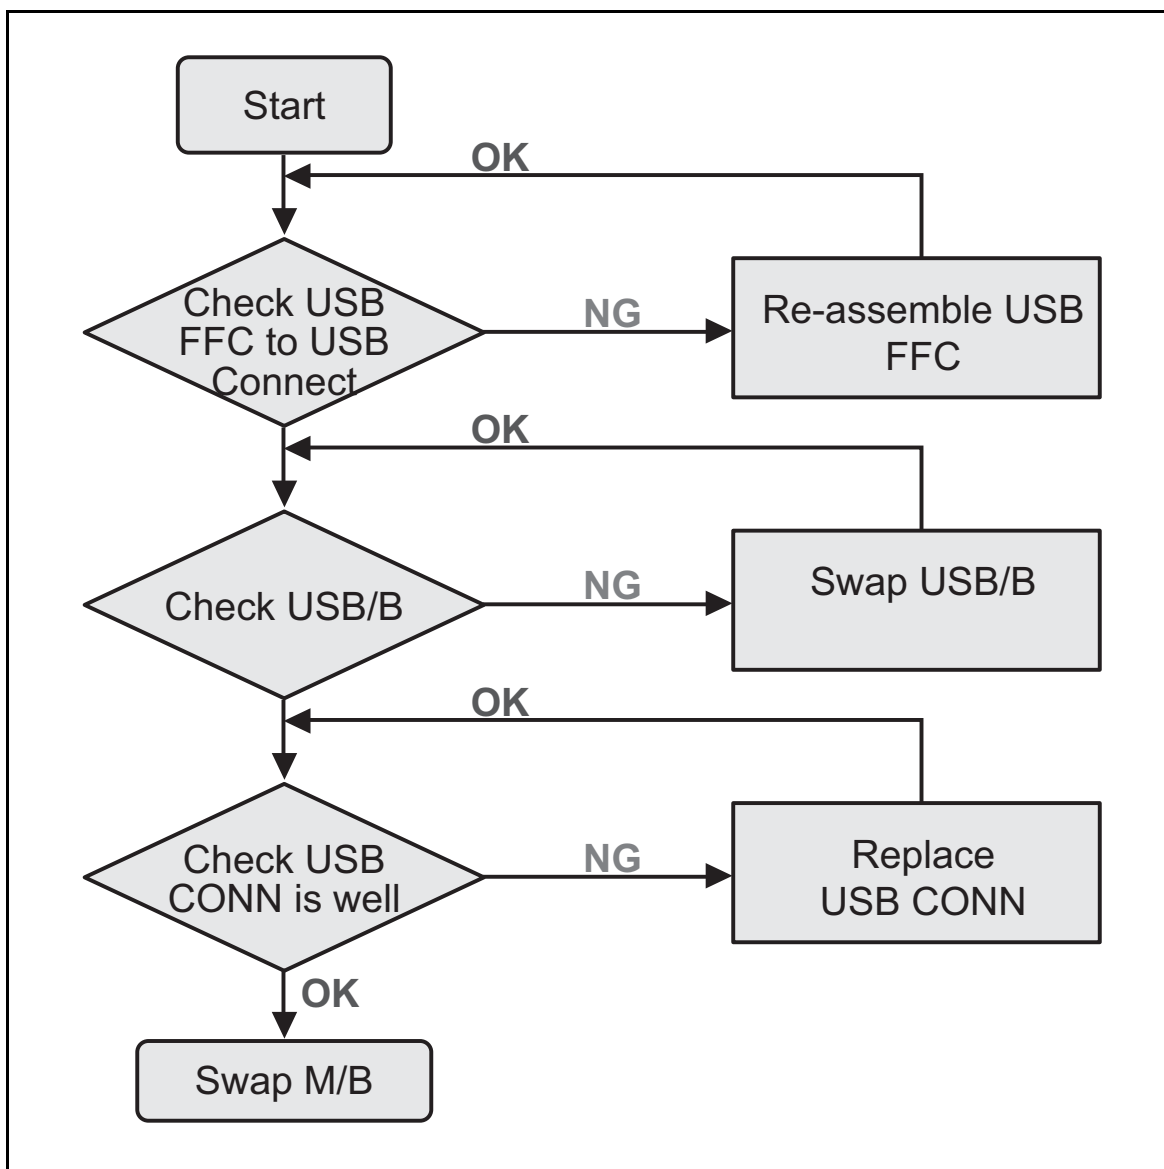 Start
OK
Check USB
FFC to USB
Connect
NG
Re-assemble USB
FFC
OK
Check USB/B
NG
Swap USB/B
OK
Check USB
CONN is well
NG
Replace
USB CONN
OK
Swap M/B